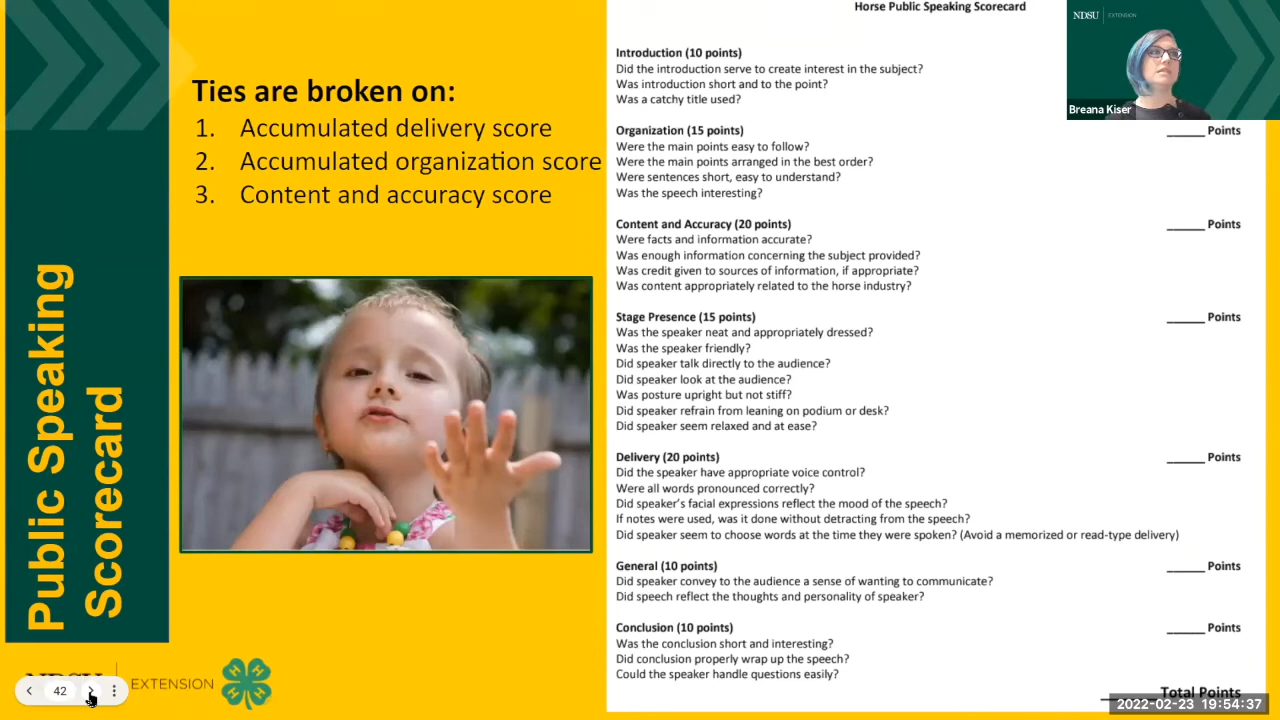 Public Speaking
Scorecard
Ties are broken on:
1. Accumulated delivery score
2. Accumulated organization score
3. Content and accuracy score
Horse Public Speaking Scorecard
Introduction (10 points)
Did the introduction serve to create interest in the subject?
Was introduction short and to the point?
Was a catchy title used?
Organization (15 points) ______ Points
Were the main points easy to follow?
Were the main points arranged in the best order?
Were sentences short, easy to understand?
Was the speech interesting?
Content and Accuracy (20 points) ______ Points
Were facts and information accurate?
Was enough information concerning the subject provided?
Was credit given to sources of information, if appropriate?
Was content appropriately related to the horse industry?
Stage Presence (15 points) ______ Points
Was the speaker neat and appropriately dressed?
Was the speaker friendly?
Did speaker talk directly to the audience?
Did speaker look at the audience?
Was posture upright but not stiff?
Did speaker refrain from leaning on podium or desk?
Did speaker seem relaxed and at ease?
Delivery (20 points) ______ Points
Did the speaker have appropriate voice control?
Were all words pronounced correctly?
Did speaker's facial expressions reflect the mood of the speech?
If notes were used, was it done without detracting from the speech?
Did speaker seem to choose words at the time they were spoken? (Avoid a memorized or read-type delivery)
General (10 points) ______ Points
Did speaker convey to the audience a sense of wanting to communicate?
Did speech reflect the thoughts and personality of speaker?
Conclusion (10 points) ______ Points
Was the conclusion short and interesting?
Did conclusion properly wrap up the speech?
Could the speaker handle questions easily?
______ Total Points
NDSU EXTENSION
Breana Kiser
NDSU EXTENSION
H H H H
42
2022-02-23 19:54:37